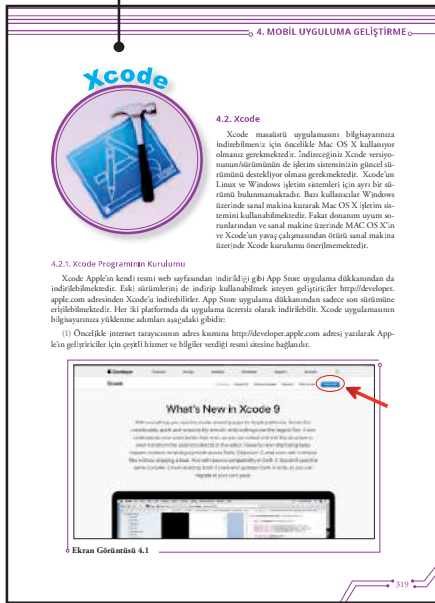 4. MOBİL UYGULUMA GELİŞTİRME
Xcode
4.2. Xcode
Xcode masaüstü uygulamasını bilgisayarınıza
indirebilmeniz için öncelikle Mac OS X kullanıyor
olmanız gerekmektedir. İndireceğiniz Xcode versiyo-
nunun/sürümünün de işletim sisteminizin güncel sü-
rümünü destekliyor olması gerekmektedir. Xcode'un
Linux ve Windows işletim sistemleri için ayrı bir sü-
rümü bulunmamaktadır. Bazı kullanıcılar Windows
üzerinde sanal makina kurarak Mac OS X işletim sis-
temini kullanabilmektedir. Fakat donanım uyum so-
runlarından ve sanal makine üzerinde MAC OS X'in
ve Xcode'un yavaş çalışmasından ötürü sanal makina
üzerinde Xcode kurulumu önerilmemektedir.
4.2.1. Xcode Programının Kurulumu
Xcode Apple'ın kendi resmi web sayfasından indirildiği gibi App Store uygulama dükkanından da
indirilebilmektedir. Eski sürümlerini de indirip kullanabilmek isteyen geliştiriciler http://developer.
apple.com adresinden Xcode'u indirebilirler. App Store uygulama dükkanından sadece son sürümüne
erişilebilmektedir. Her iki platformda da uygulama ücretsiz olarak indirilebilir. Xcode uygulamasının
bilgisayarınıza yüklenme adımları aşağıdaki gibidir:
(1) Öncelikle internet tarayıcısının adres kısmına http://developer.apple.com adresi yazılarak App-
le'ın geliştiriciler için çeşitli hizmet ve bilgiler verdiği resmi sitesine bağlanılır.
Developer
Xcode
What's New in Xcode 9
Ekran Görüntüsü 4.1
319